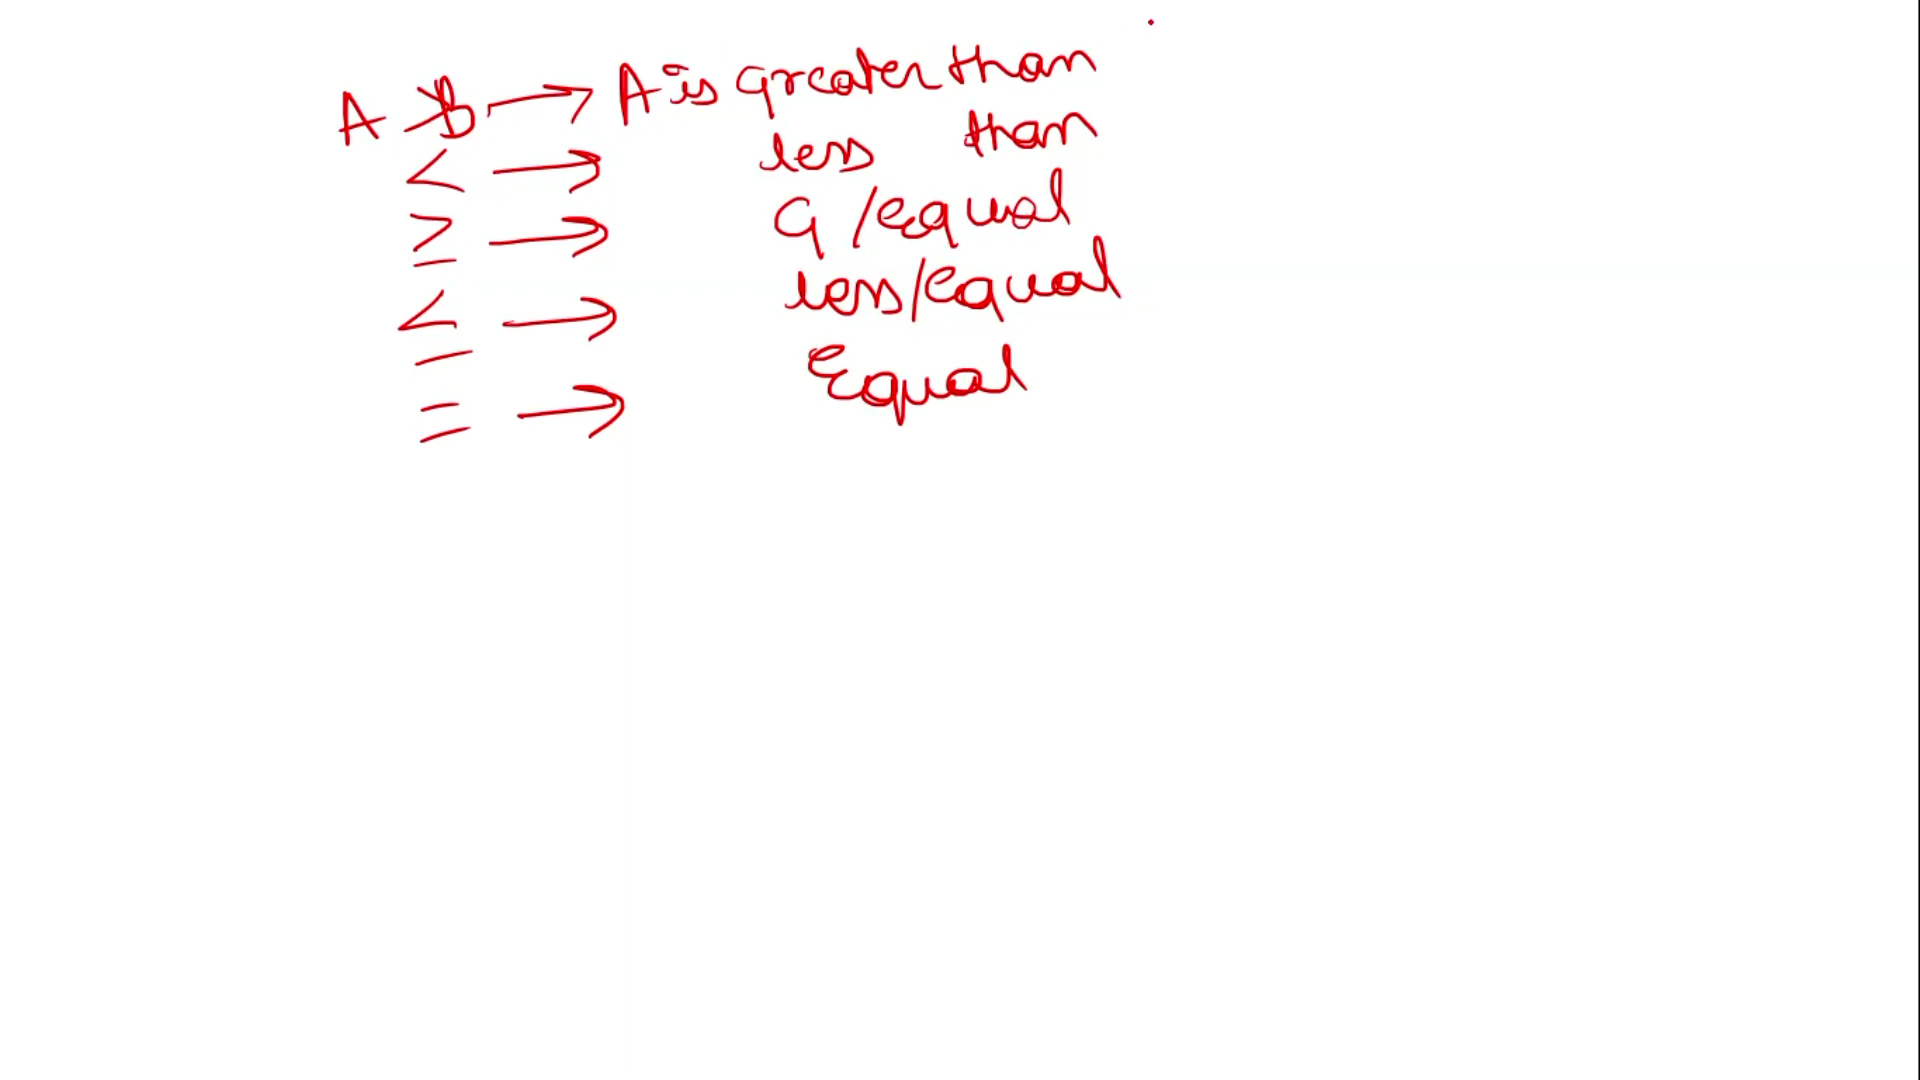 A > B → A is Greater than
< → less than
≥ → G/equal
≤ → less/equal
= → Equal